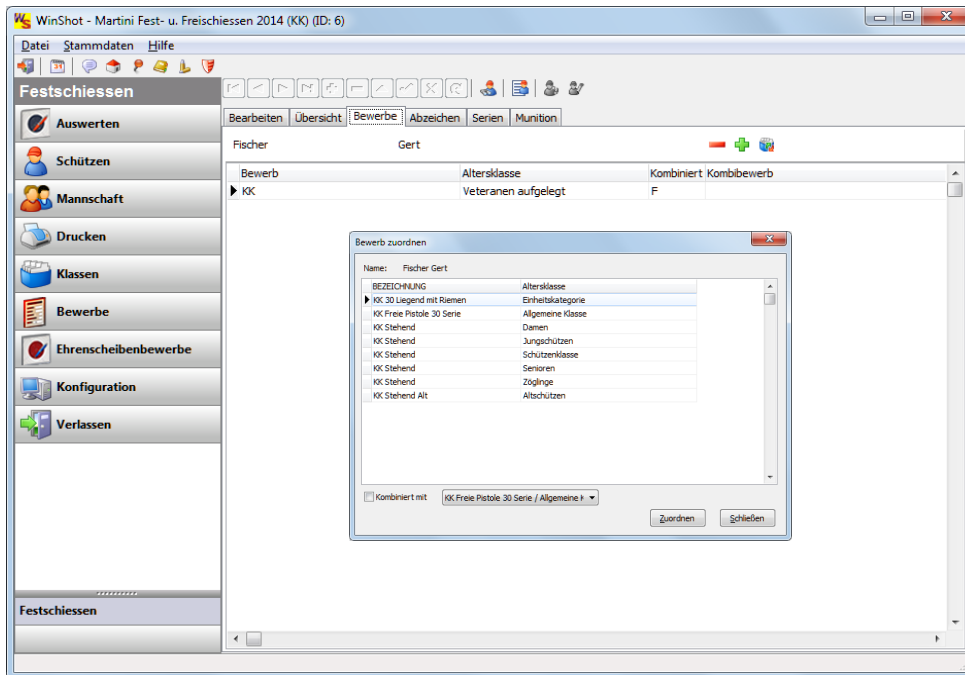 WinShot - Martini Fest- u. Freischiessen 2014 (KK) (ID: 6)
Datei Stammdaten Hilfe
Festschiessen
Auswerten
Schützen
Mannschaft
Drucken
Klassen
Bewerbe
Ehrenscheibenbewerbe
Konfiguration
Verlassen
Festschiessen
Bearbeiten Übersicht Bewerbe Abzeichen Serien Munition
Fischer Gert
Bewerb Altersklasse Kombiniert Kombibewerb
KK Veteranen aufgelegt F
Bewerb zuordnen
Name: Fischer Gert
BEZEICHNUNG Altersklasse
KK 30 Liegend mit Riemen Einheitskategorie
KK Freie Pistole 30 Serie Allgemeine Klasse
KK Stehend Damen
KK Stehend Jungschützen
KK Stehend Schützenklasse
KK Stehend Senioren
KK Stehend Zöglinge
KK Stehend Alt Altschützen
Kombiniert mit KK Freie Pistole 30 Serie / Allgemeine K
Zuordnen Schließen